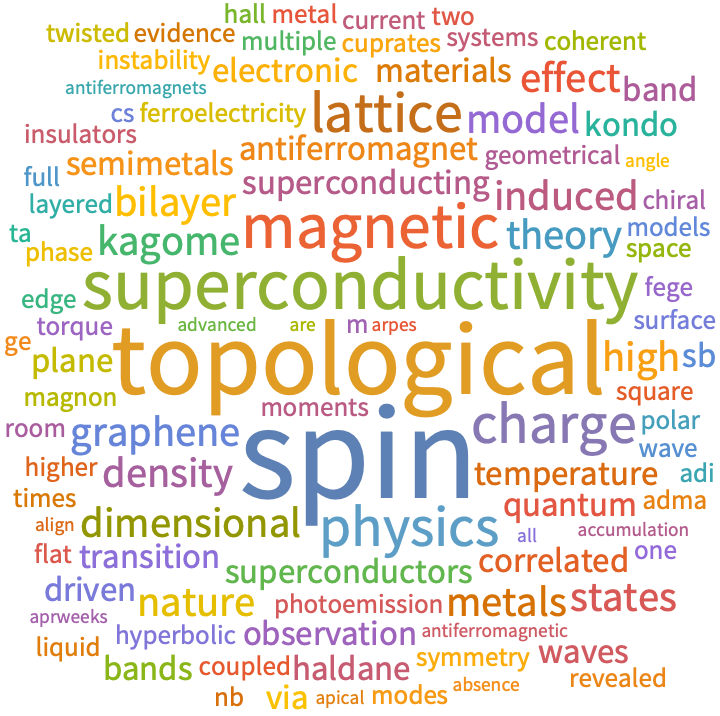 hall metal current two
twisted evidence multiple cuprates systems coherent
instability electronic materials effect band
antiferromagnets
cs ferroelectricity lattice model kondo
insulators antiferromagnet geometrical angle
full semimetals superconducting induced chiral
layered bilayer magnetic theory models
ta kagome space
phase superconductivity fege
edge surface
torque advanced are m arpes
ge plane topological high sb
magnon moments square
room graphene spin charge polar
wave
higher density temperature adi
times dimensional physics quantum adma
align all accumulation
flat transition superconductors correlated one
driven nature photoemission metals states
aprweeks hyperbolic observation antiferromagnetic
liquid bands coupled haldane symmetry waves
nb via apical modes absence revealed